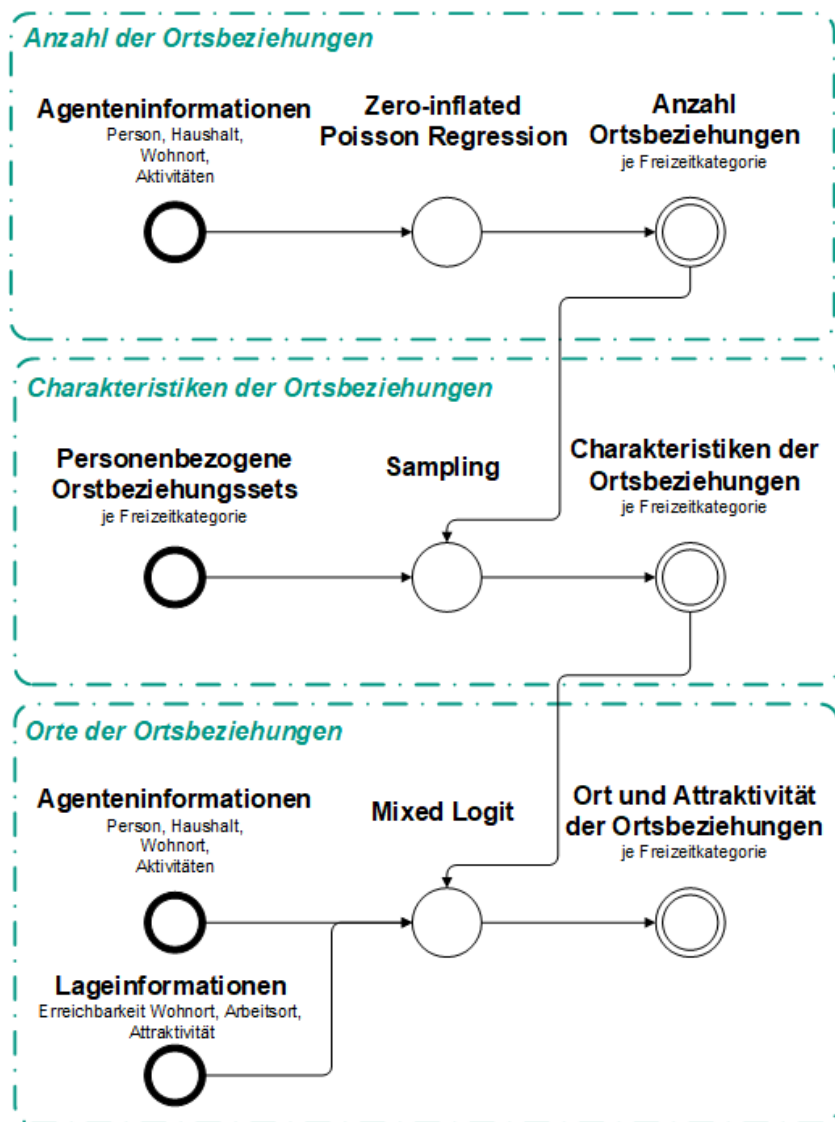 Anzahl der Ortsbeziehungen
Agenteninformationen
Person, Haushalt,
Wohnort,
Aktivitäten
Zero-inflated
Poisson Regression
Anzahl
Ortsbeziehungen
je Freizeitkategorie
Charakteristiken der Ortsbeziehungen
Personenbezogene
Orstbeziehungssets
je Freizeitkategorie
Sampling
Charakteristiken der
Ortsbeziehungen
je Freizeitkategorie
Orte der Ortsbeziehungen
Agenteninformationen
Person, Haushalt,
Wohnort,
Aktivitäten
Mixed Logit
Ort und Attraktivität
der Ortsbeziehungen
je Freizeitkategorie
Lageinformationen
Erreichbarkeit Wohnort, Arbeitsort,
Attraktivität